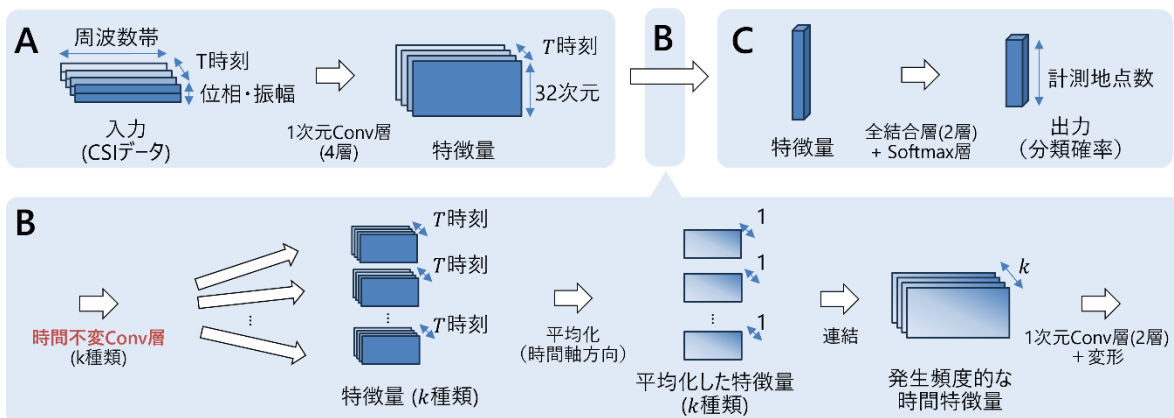 A
周波数帯
T時刻
位相・振幅
入力
(CSIデータ)
1次元Conv層
(4層)
T時刻
32次元
特徴量
B
C
特徴量
全結合層(2層)
+ Softmax層
計測地点数
出力
(分類確率)
B
時間不変Conv層
(k種類)
T時刻
T時刻
⋮
⋮
T時刻
特徴量 (k種類)
平均化
(時間軸方向)
1
1
⋮
1
平均化した特徴量
(k種類)
連結
k
発生頻度的な
時間特徴量
1次元Conv層(2層)
+ 変形